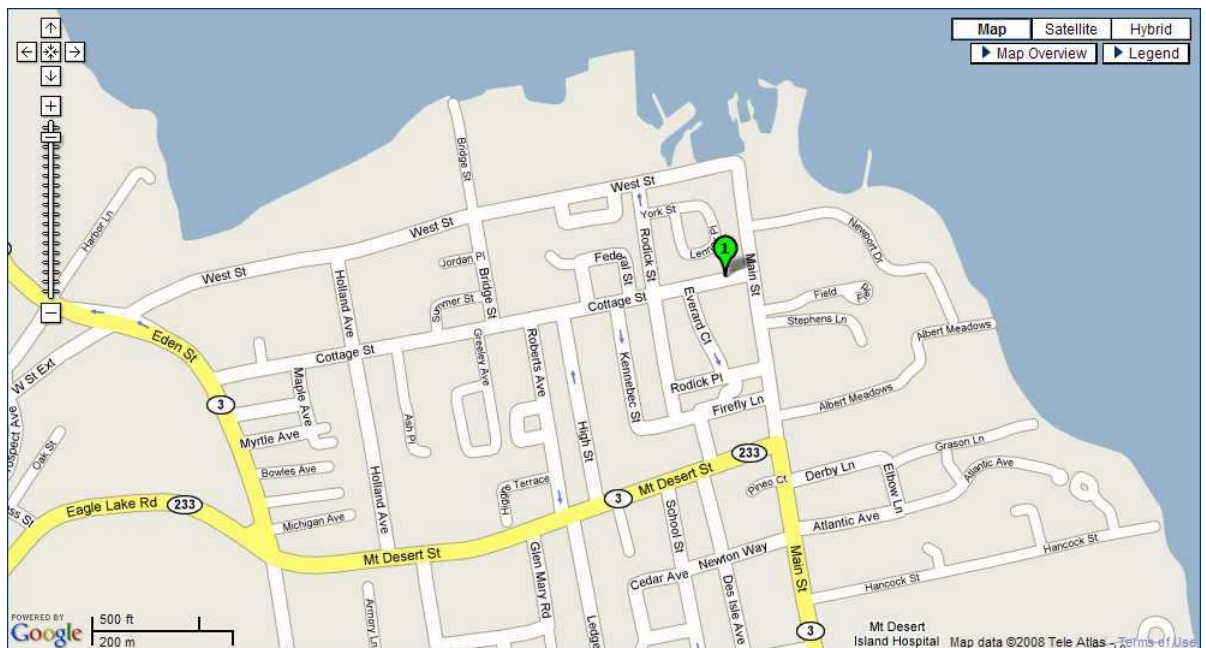 Map
Satellite
Hybrid
Map Overview
Legend
Bridge St
West St
Harbor Ln
York St
Newport Dr
West St
Jordan Pl
Federal St
Rodick St
1
Main St
West St
Holland Ave
Bridge St
Summer St
Cottage St
Everard Ct
Field
Stephens Ln
Albert Meadows
Eden St
W St Ext
Cottage St
Greeley Ave
Roberts Ave
Kennebec St
Rodick Pl
Maple Ave
3
Firefly Ln
Albert Meadows
Oak St
Myrtle Ave
Ash Pl
High St
Mt Desert St
233
Grason Ln
Bowles Ave
Holland Ave
Derby Ln
Elbow Ln
Atlantic Ave
Eagle Lake Rd
233
Higgins Terrace
3
Pineo Ct
Michigan Ave
School St
Atlantic Ave
Mt Desert St
Glen Mary Rd
Newton Way
Main St
Hancock St
Cedar Ave
Des Isle Ave
Hancock St
Armory Ln
3
POWERED BY
Google
500 ft
200 m
Mt Desert
Island Hospital
Map data ©2008 Tele Atlas - Terms of Use